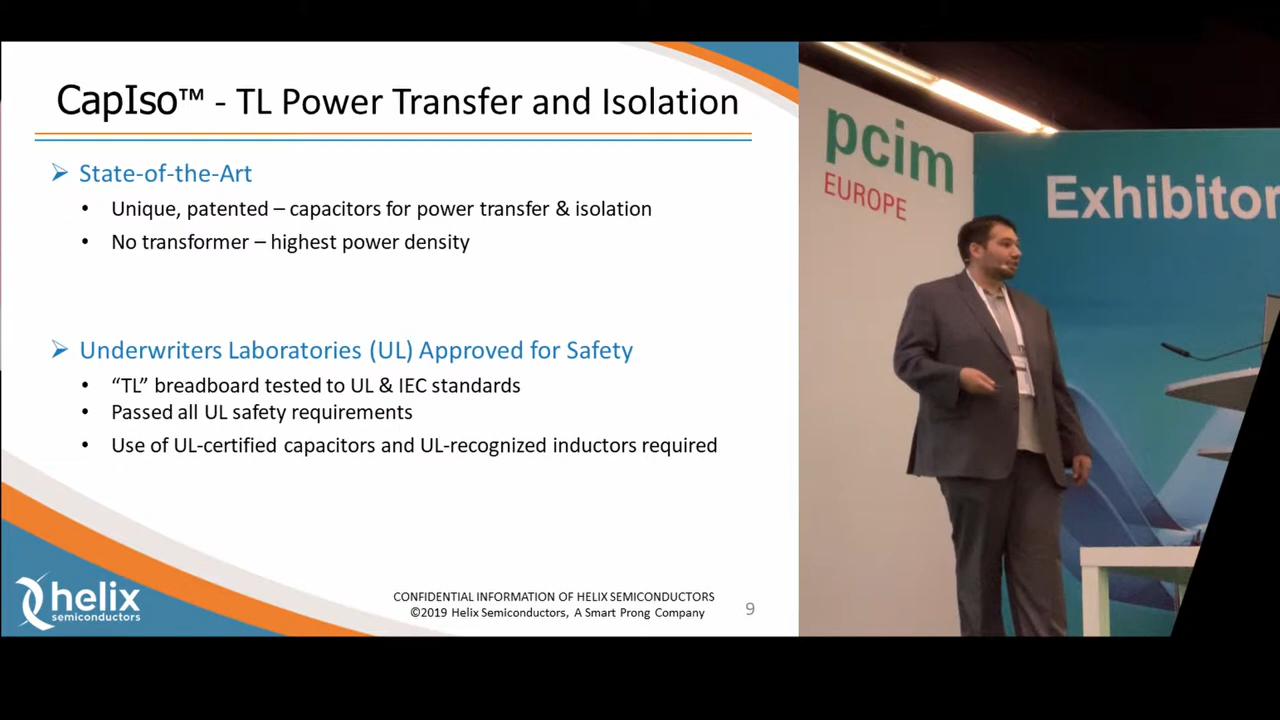 CapIso™ - TL Power Transfer and Isolation
➢ State-of-the-Art
• Unique, patented – capacitors for power transfer & isolation
• No transformer – highest power density
➢ Underwriters Laboratories (UL) Approved for Safety
• “TL” breadboard tested to UL & IEC standards
• Passed all UL safety requirements
• Use of UL-certified capacitors and UL-recognized inductors required
helix
semiconductors
CONFIDENTIAL INFORMATION OF HELIX SEMICONDUCTORS
©2019 Helix Semiconductors, A Smart Prong Company
9
pcim
EUROPE
Exhibitor